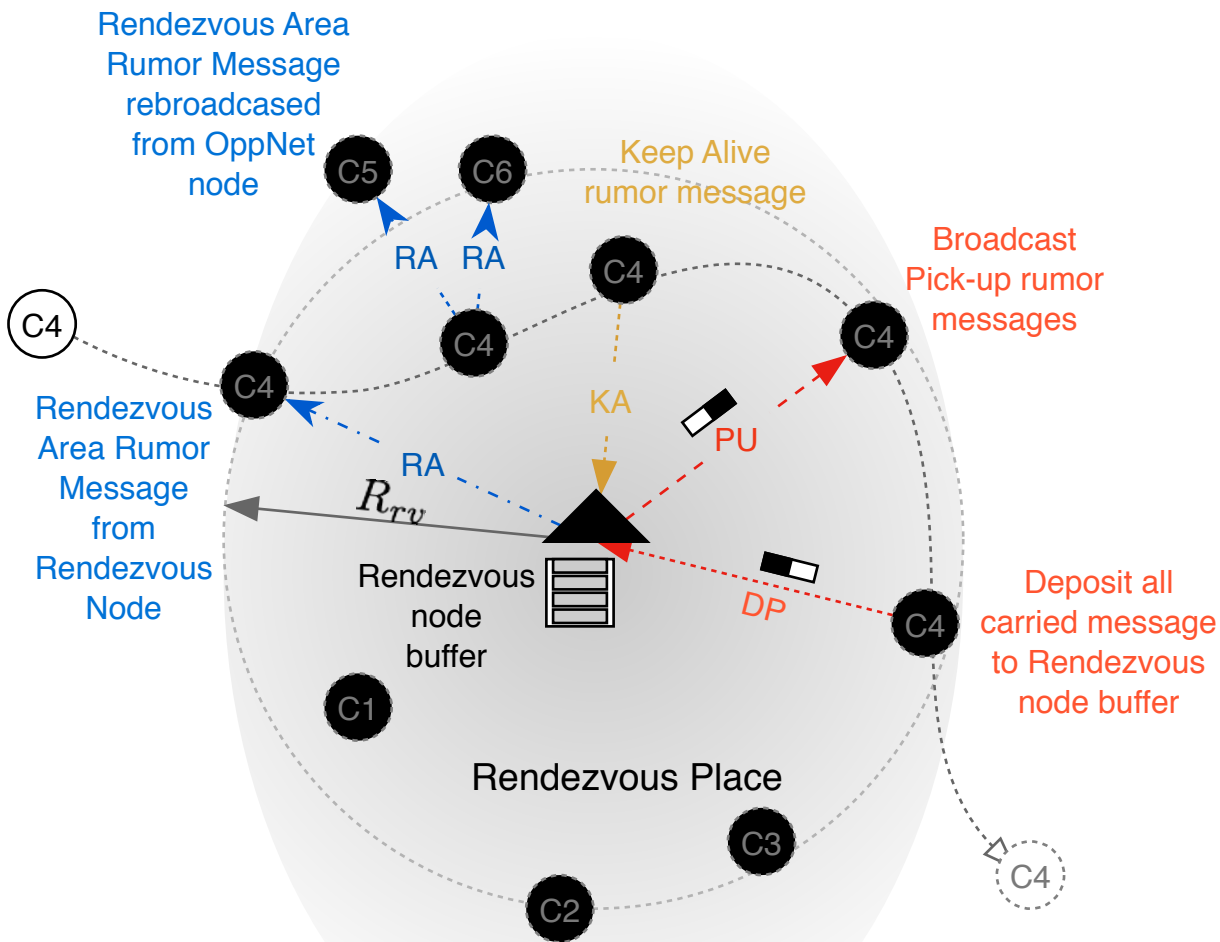 Rendezvous Area
Rumor Message
rebroadcased
from OppNet
node
C5
C6
Keep Alive
rumor message
Broadcast
Pick-up rumor
messages
RA
RA
C4
C4
C4
C4
C4
Rendezvous
Area Rumor
Message
from
Rendezvous
Node
RA
KA
PU
R_{rv}
Rendezvous
node
buffer
DP
C4
Deposit all
carried message
to Rendezvous
node buffer
C1
Rendezvous Place
C3
C2
C4